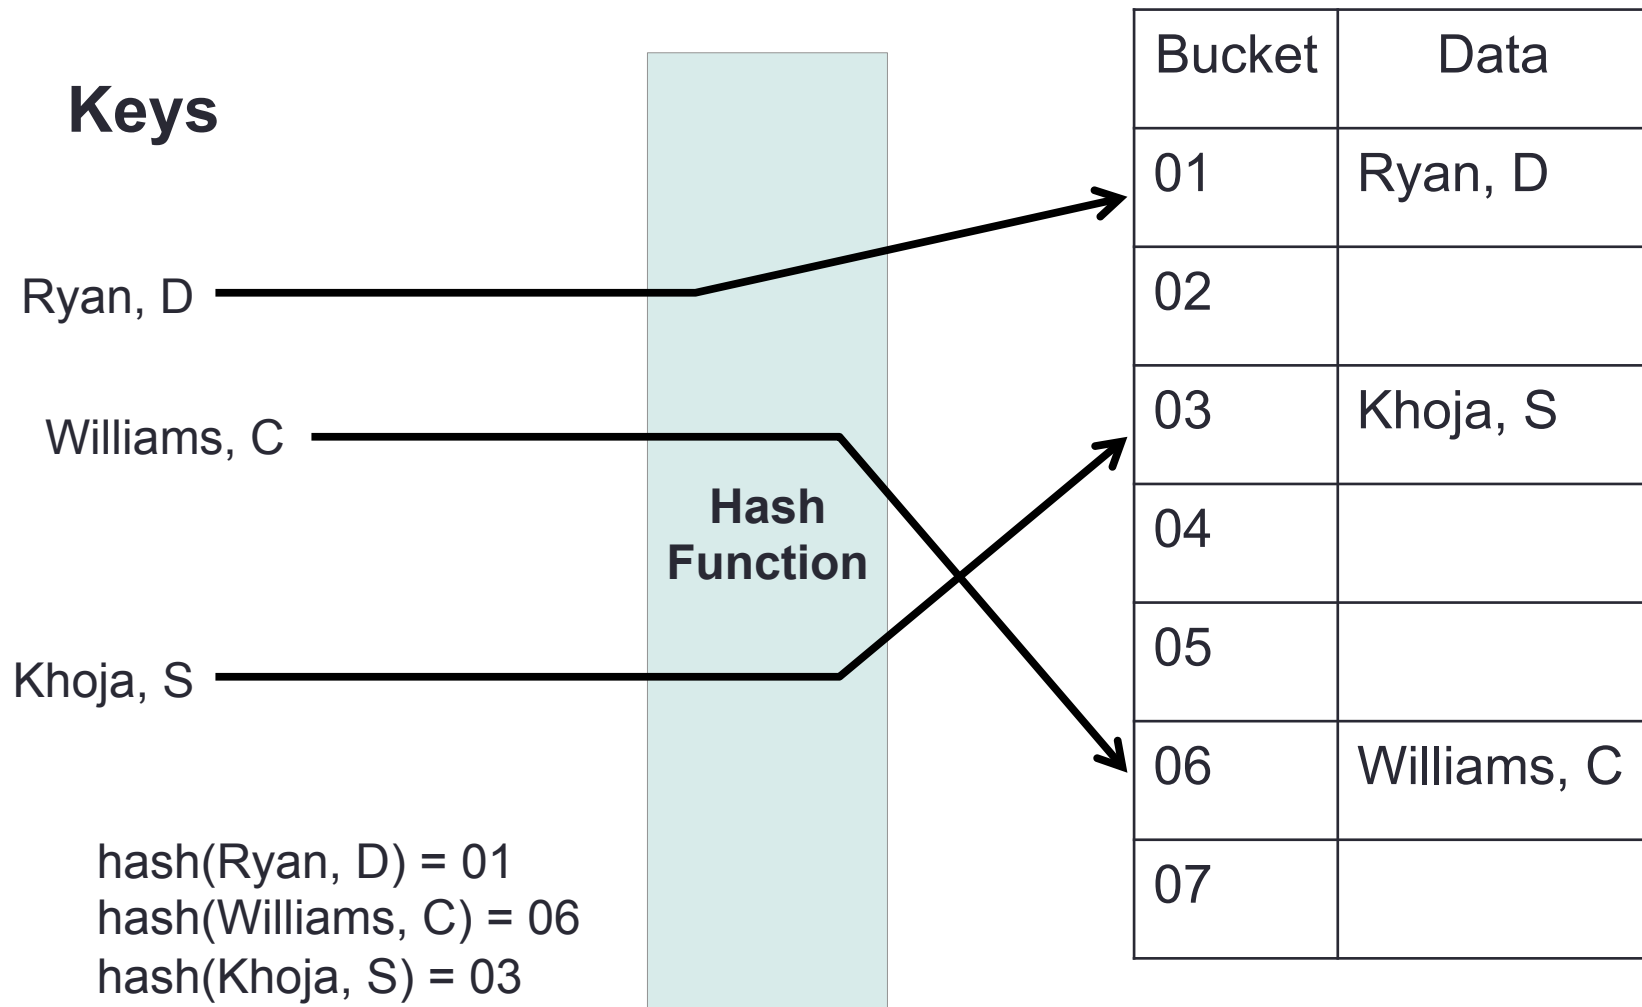 Keys
Ryan, D
Williams, C
Khoja, S
Hash
Function
hash(Ryan, D) = 01
hash(Williams, C) = 06
hash(Khoja, S) = 03
Bucket Data
01 Ryan, D
02
03 Khoja, S
04
05
06 Williams, C
07